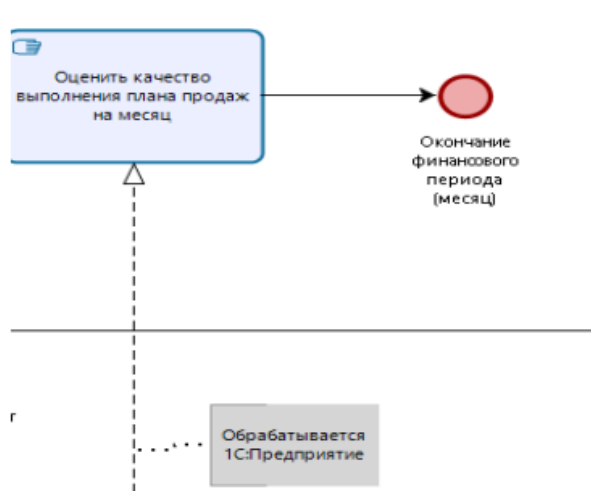 Оценить качество
выполнения плана продаж
на месяц
Окончание
финансового
периода
(месяц)
г
Обрабатывается
1С:Предприятие